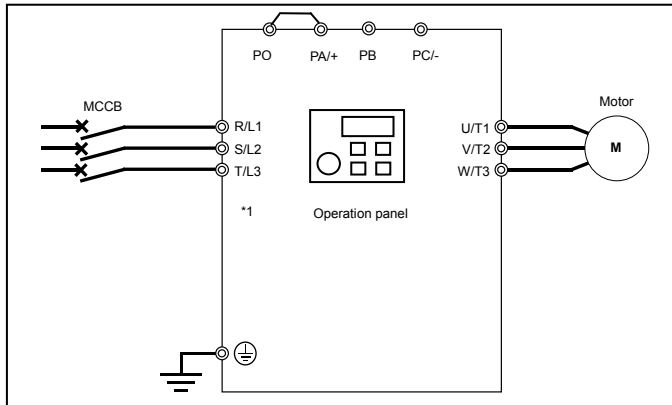 PO PA/+ PB PC/-
MCCB
Motor
R/L1
S/L2
T/L3
U/T1
V/T2
W/T3
M
*1
Operation panel